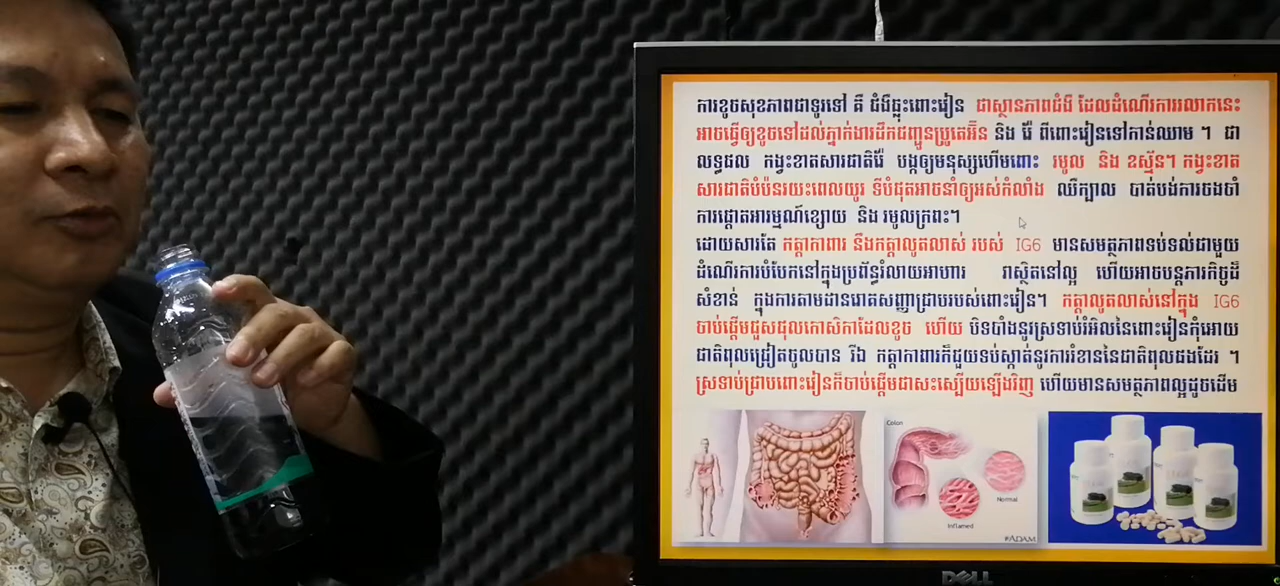 ការខូចសុខភាពជាទូរទៅ គឺ ជំងឺឆ្លុះពោះវៀន ជាស្ថានភាពជំងឺ ដែលដំណើរការរលាកនេះ
អាចធ្វើឲ្យខូចទៅដល់ភ្នាក់ងារដឹកជញ្ជូនប្រូតេអ៊ីន និង រ៉ែ ពីពោះវៀនទៅកាន់ឈាម ។ ជា
លទ្ធផល កង្វះខាតសារជាតិរ៉ែ បង្កឲ្យមនុស្សហើមពោះ រមូល និង ខស្ម័ន។ កង្វះខាត
សារជាតិបំប៉នរយះពេលយូរ ទីបំផុតអាចនាំឲ្យអស់កំលាំង ឈឺក្បាល បាត់បង់ការចងចាំ
ការផ្តោតអារម្មណ៍ខ្សោយ និង រមូលក្រពះ។
ដោយសារតែ កត្តាការពារ នឹងកត្តាលូតលាស់ របស់ IG6 មានសមត្ថភាពទប់ទល់ជាមួយ
ដំណើរការបំបែកនៅក្នុងប្រព័ន្ធរំលាយអាហារ វាស្ថិតនៅល្អ ហើយអាចបន្តភារកិច្ចដ៏
សំខាន់ ក្នុងការតាមដានរោគសញ្ញាជ្រាបរបស់ពោះវៀន។ កត្តាលូតលាស់នៅក្នុង IG6
ចាប់ផ្តើមជួសជុលកោសិកាដែលខូច ហើយ បិទបាំងនូវស្រទាប់រំអិលនៃពោះវៀនកុំអោយ
ជាតិពុលជ្រៀតចូលបាន រីឯ កត្តាការពារក៏ជួយទប់ស្កាត់នូវការរំខាននៃជាតិពុលផងដែរ ។
ស្រទាប់ជ្រាបពោះវៀនក៏ចាប់ផ្តើមជាសះស្បើយឡើងវិញ ហើយមានសមត្ថភាពល្អដូចដើម
Colon
Normal
Inflamed
ADAM
DELL